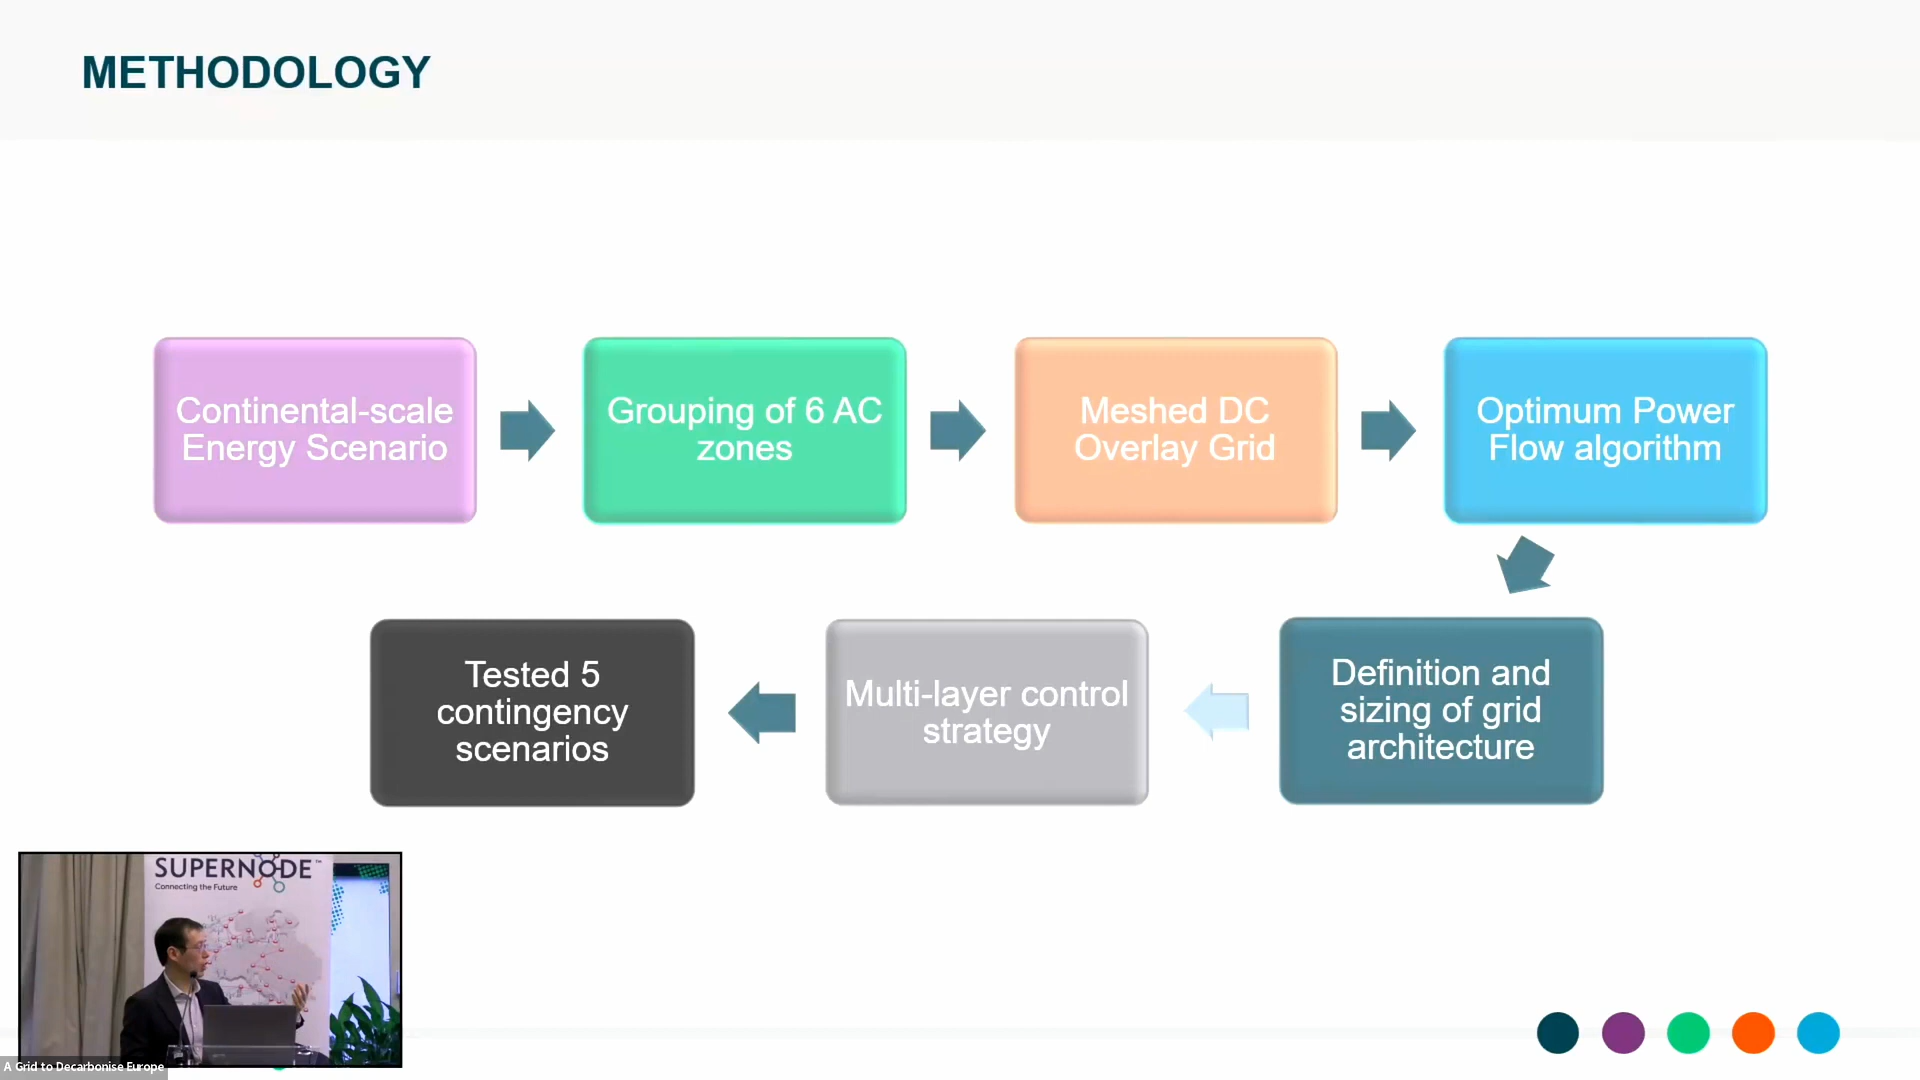 METHODOLOGY
Continental-scale
Energy Scenario
Grouping of 6 AC
zones
Meshed DC
Overlay Grid
Optimum Power
Flow algorithm
Tested 5
contingency
scenarios
Multi-layer control
strategy
Definition and
sizing of grid
architecture
SUPERNODE™
Connecting the Future
A Grid to Decarbonise Europe